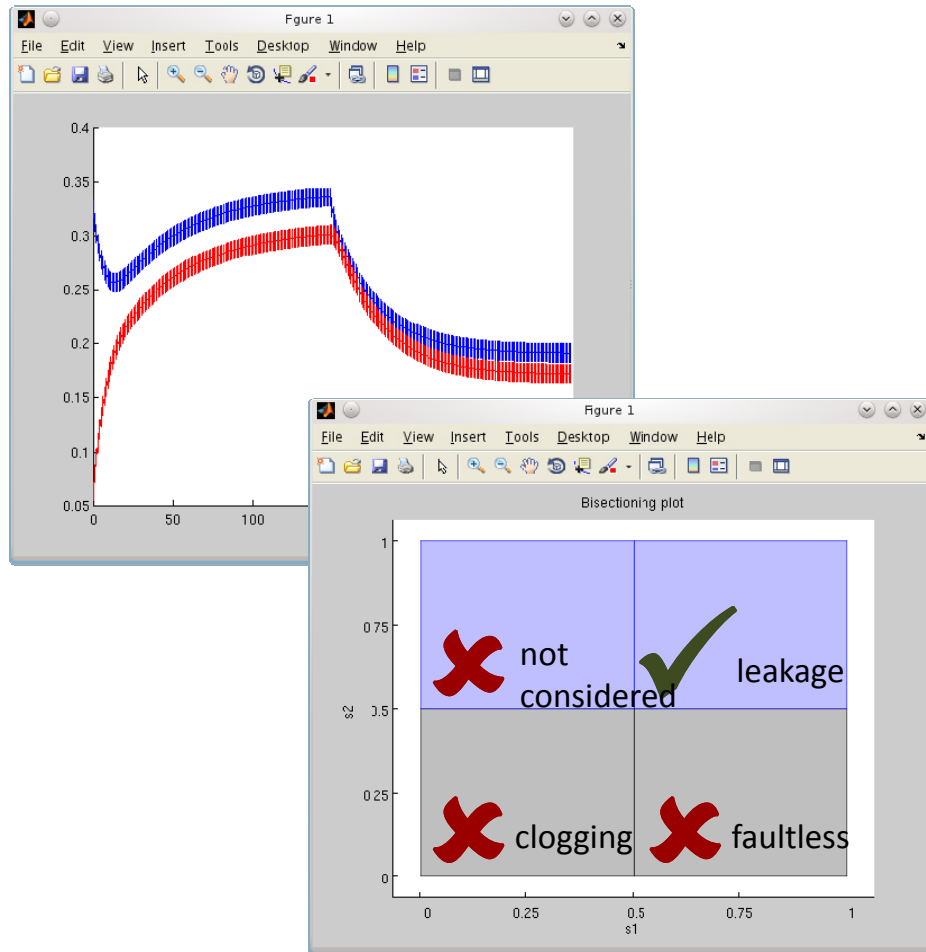 Fgure 1
File Edit View Insert Tools Desktop Window Help
0.4
0.35
0.3
0.25
0.2
0.15
0.1
0.05
0 50 100
Figure 1
File Edit View Insert Tools Desktop Window Help
Bisectioning plot
1
0.75
0.5
0.25
0
s2
not
considered
leakage
clogging
faultless
0 0.25 0.5 0.75 1
s1